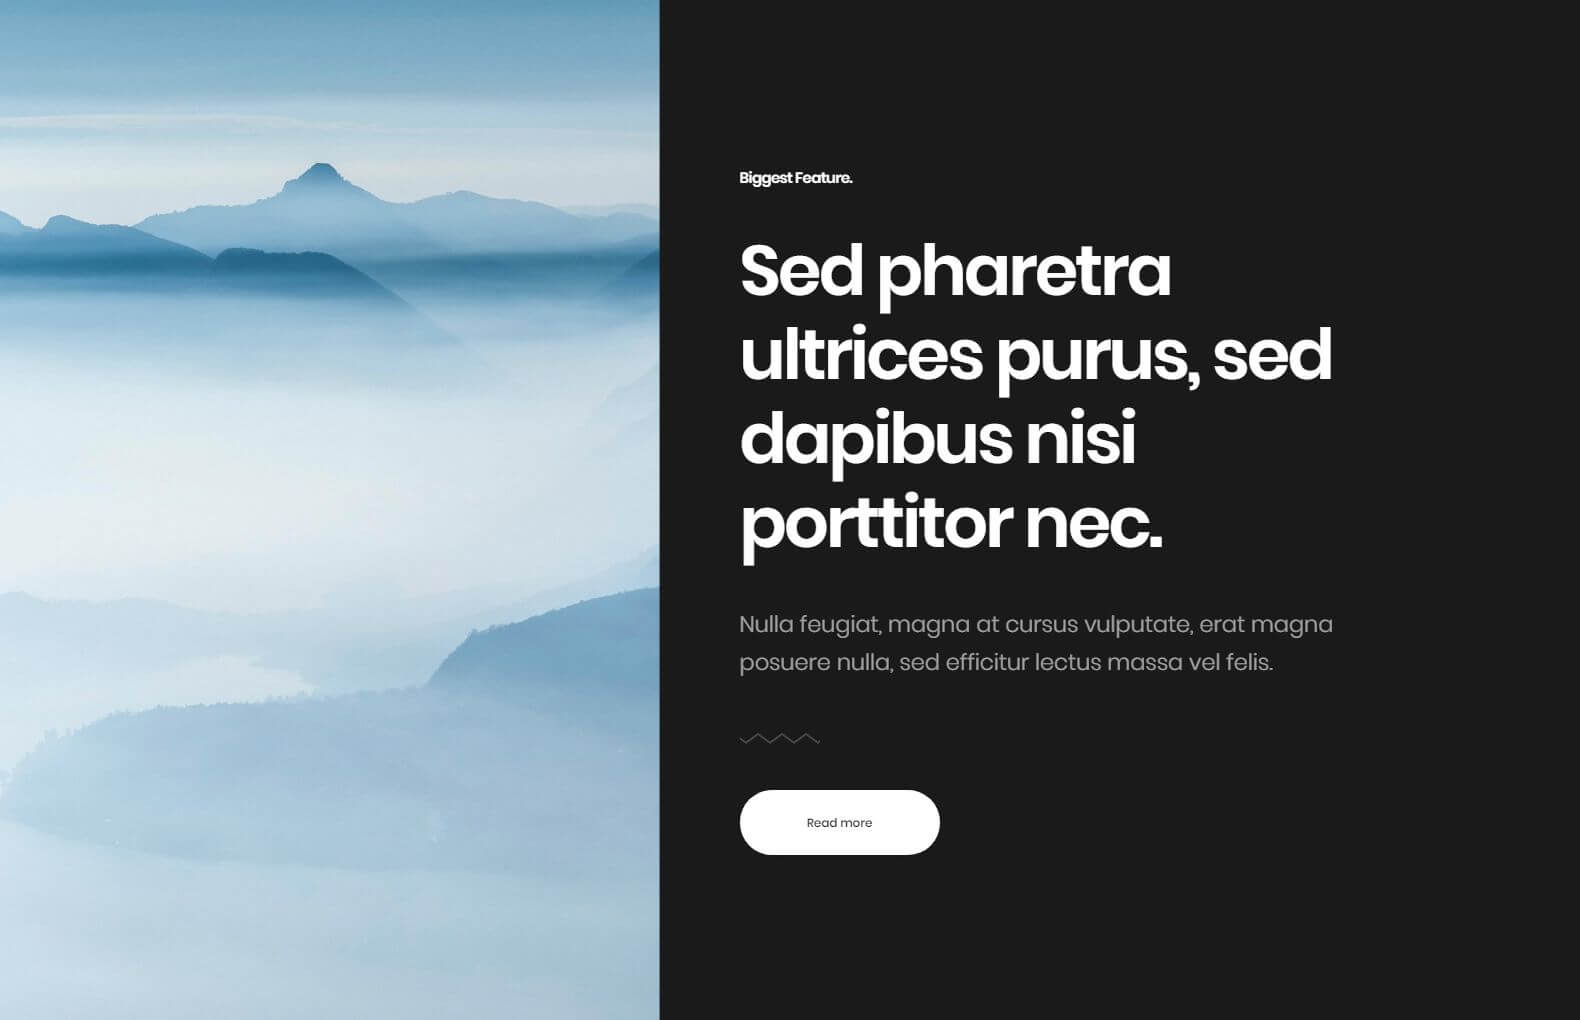 Biggest Feature.
Sed pharetra
ultrices purus, sed
dapibus nisi
porttitor nec.
Nulla feugiat, magna at cursus vulputate, erat magna
posuere nulla, sed efficitur lectus massa vel felis.
Read more